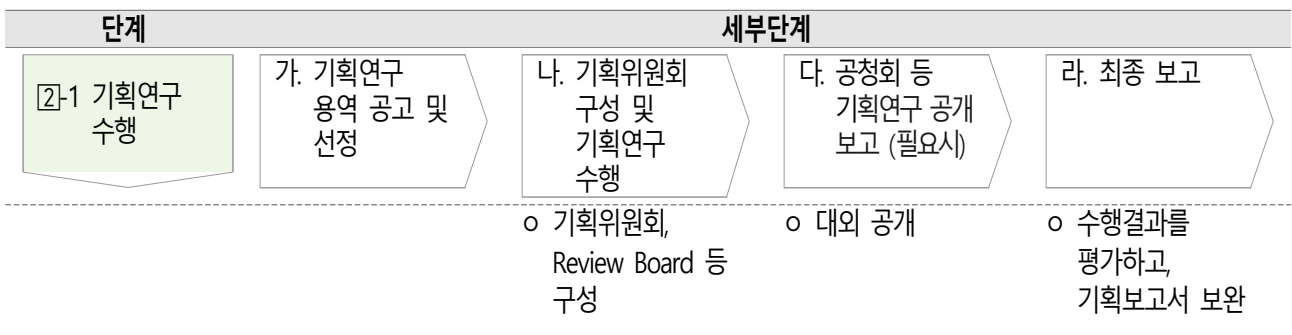 단계
세부단계
2-1 기획연구
수행
가. 기획연구
용역 공고 및
선정
나. 기획위원회
구성 및
기획연구
수행
다. 공청회 등
기획연구 공개
보고 (필요시)
라. 최종 보고
ㅇ 기획위원회,
Review Board 등
구성
ㅇ 대외 공개
ㅇ 수행결과를
평가하고,
기획보고서 보완